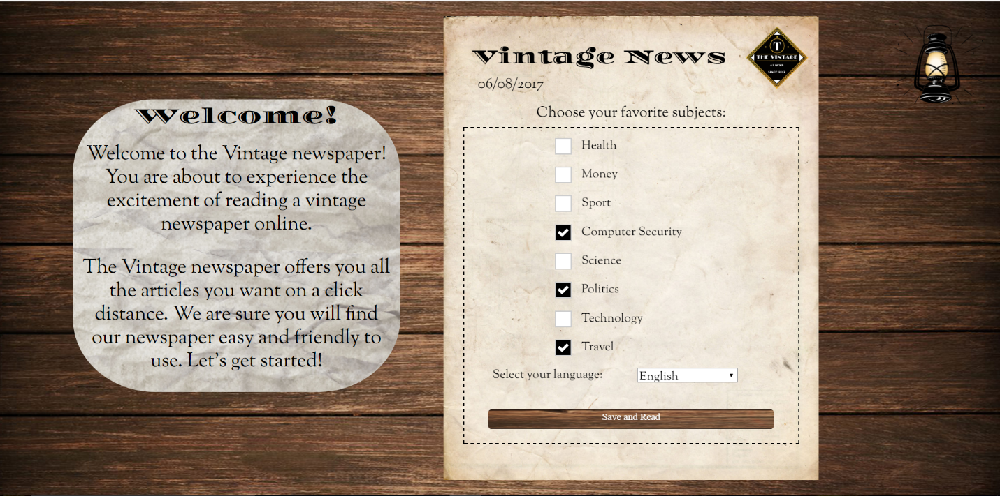 Welcome!
Welcome to the Vintage newspaper!
You are about to experience the
excitement of reading a vintage
newspaper online.
The Vintage newspaper offers you all
the articles you want on a click
distance. We are sure you will find
our newspaper easy and friendly to
use. Let's get started!
Vintage News
T
THE VINTAGE
SINCE 2017
06/08/2017
Choose your favorite subjects:
Health
Money
Sport
Computer Security
Science
Politics
Technology
Travel
Select your language:
English
Save and Read